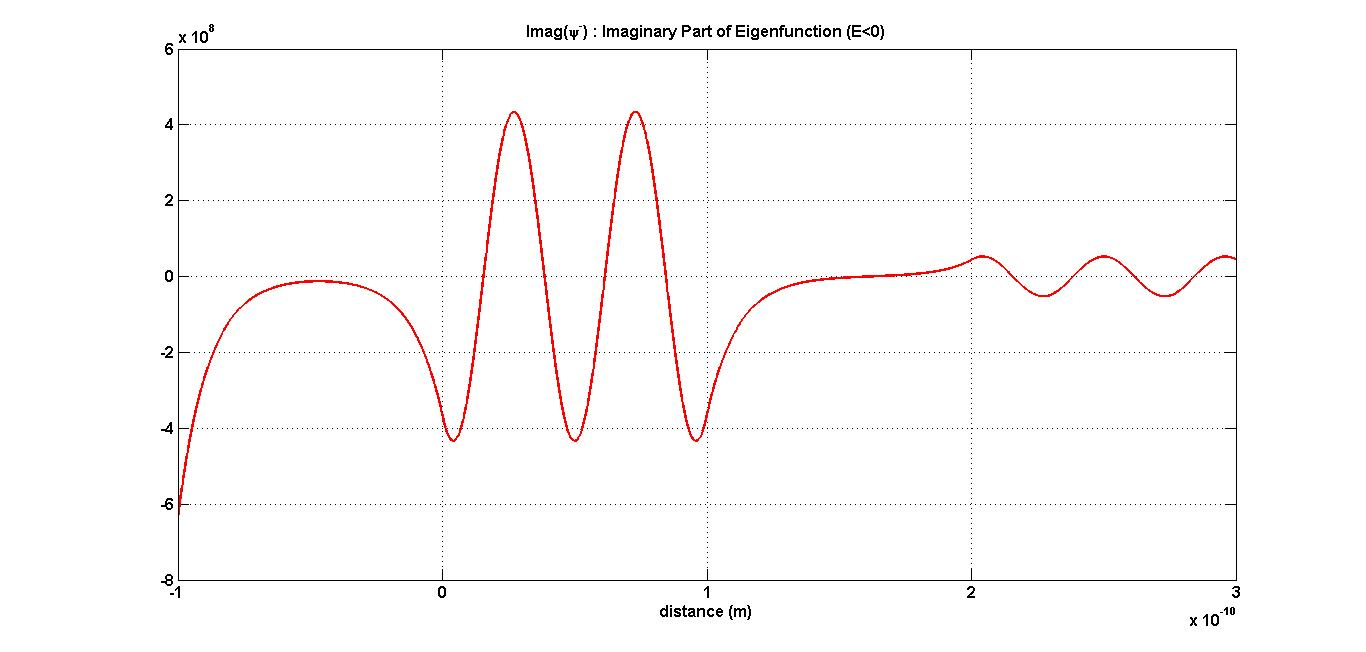 Imag(ψ⁻) : Imaginary Part of Eigenfunction (E<0)
x 10⁸
6
4
2
0
-2
-4
-6
-8
-1 0 1 2 3
distance (m)
x 10⁻¹⁰